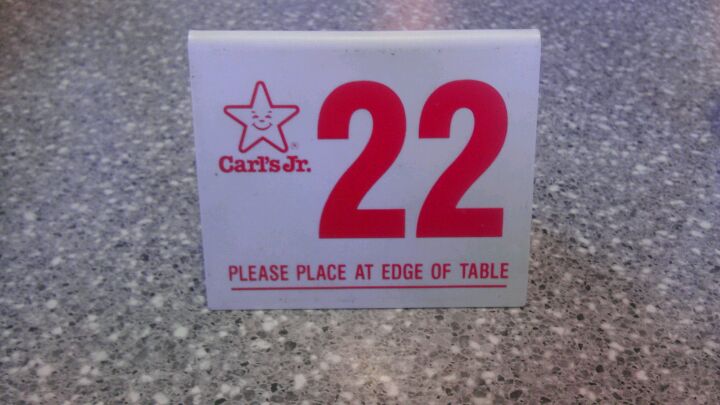 Carl's Jr.®
22
PLEASE PLACE AT EDGE OF TABLE